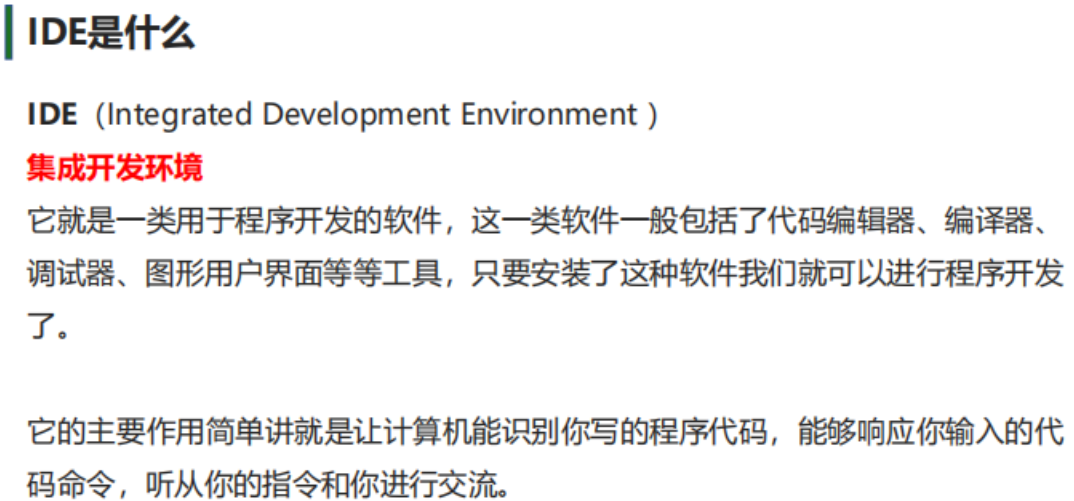 IDE是什么
IDE（Integrated Development Environment ）
集成开发环境
它就是一类用于程序开发的软件，这一类软件一般包括了代码编辑器、编译器、
调试器、图形用户界面等等工具，只要安装了这种软件我们就可以进行程序开发
了。
它的主要作用简单讲就是让计算机能识别你写的程序代码，能够响应你输入的代
码命令，听从你的指令和你进行交流。